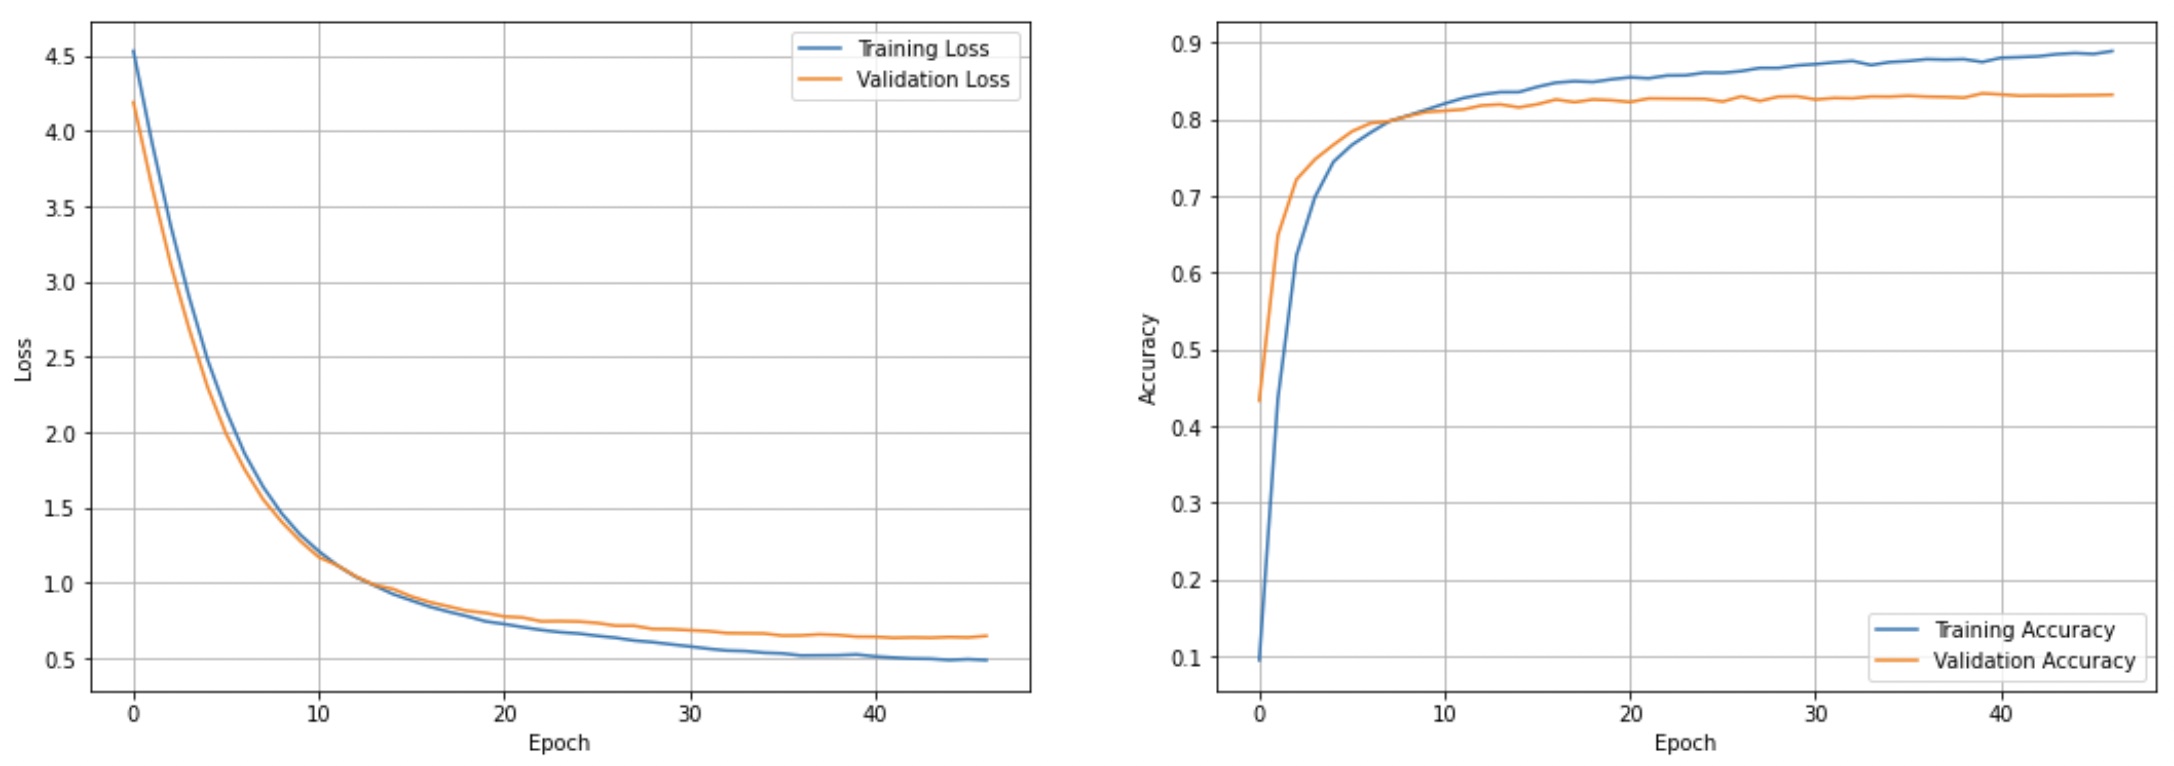 4.5
4.0
3.5
3.0
2.5
2.0
1.5
1.0
0.5
Loss
0 10 20 30 40
Epoch
Training Loss
Validation Loss
0.9
0.8
0.7
0.6
0.5
0.4
0.3
0.2
0.1
Accuracy
0 10 20 30 40
Epoch
Training Accuracy
Validation Accuracy